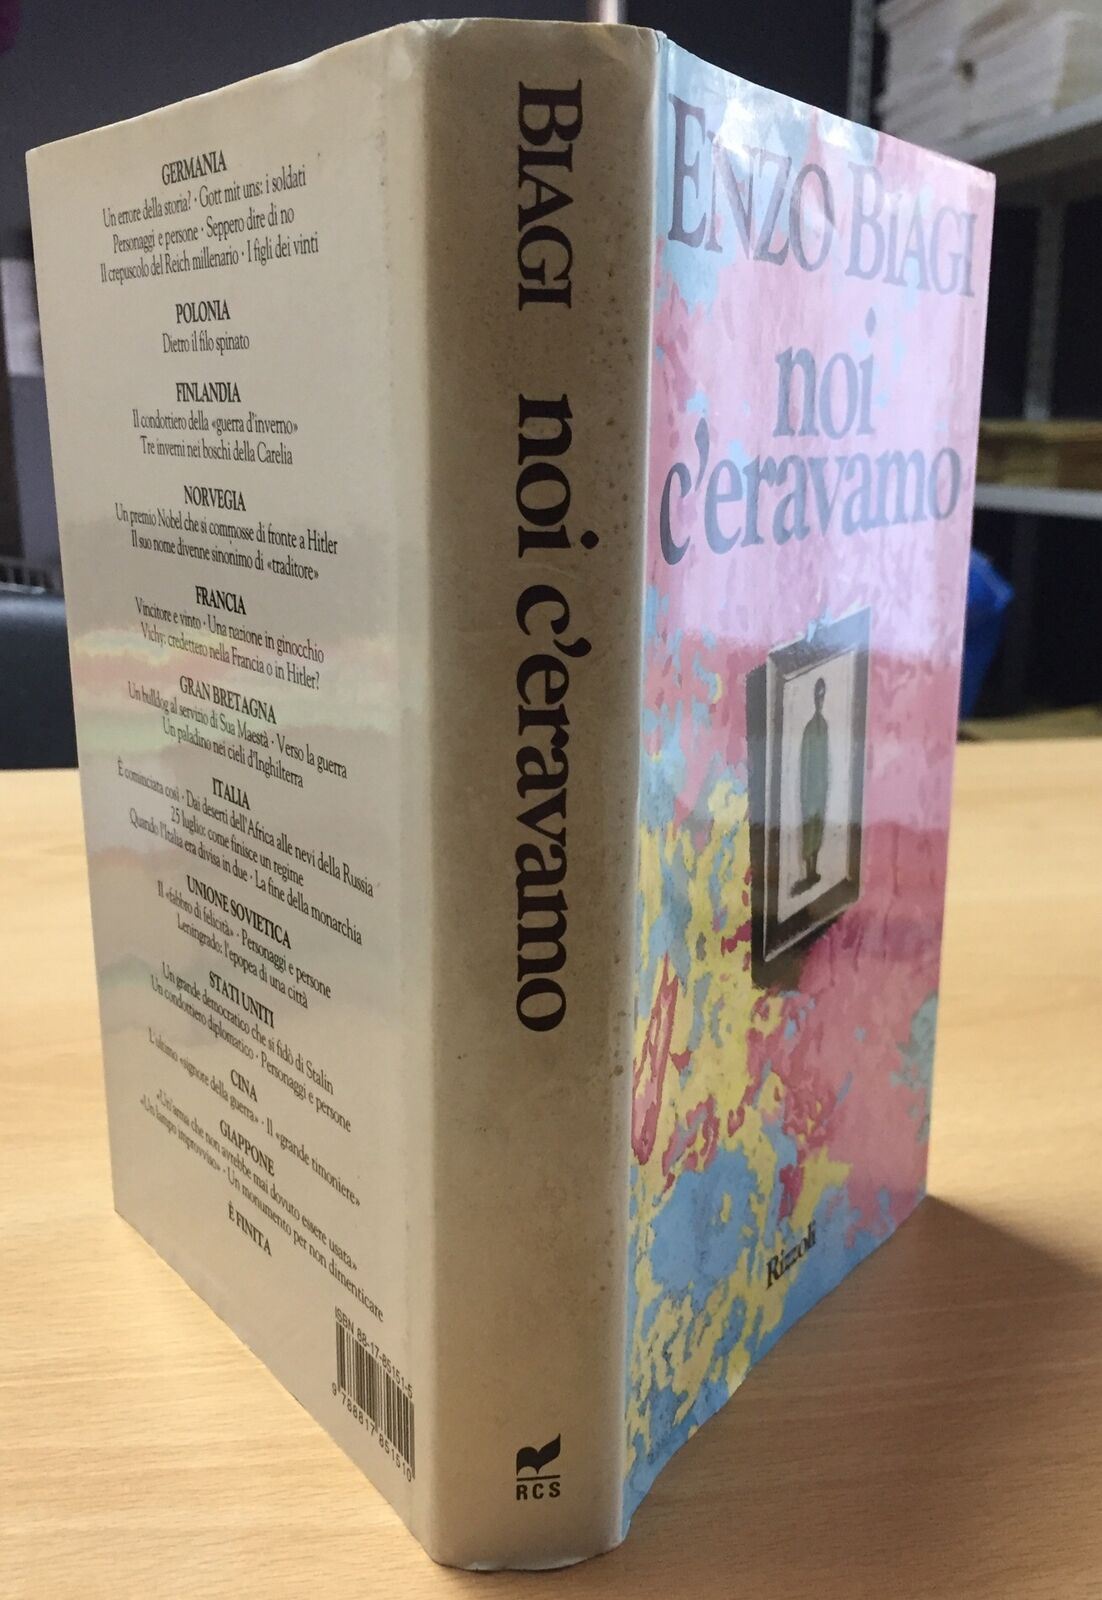 GERMANIA
Un errore della storia? · Gott mit uns: i soldati
Personaggi e persone · Seppero dire di no
Il crepuscolo del Reich millenario · I figli dei vinti
POLONIA
Dietro il filo spinato
FINLANDIA
Il condottiero della «guerra d'inverno»
Tre inverni nei boschi della Carelia
NORVEGIA
Un premio Nobel che si commosse di fronte a Hitler
Il suo nome divenne sinonimo di «traditore»
FRANCIA
Vincitore e vinto · Una nazione in ginocchio
Vichy: credettero nella Francia o in Hitler?
GRAN BRETAGNA
Un bulldog al servizio di Sua Maestà · Verso la guerra
Un paladino nei cieli d'Inghilterra
ITALIA
È cominciata così · Dai deserti dell'Africa alle nevi della Russia
25 luglio: come finisce un regime
Quando l'Italia era divisa in due · La fine della monarchia
UNIONE SOVIETICA
Il «fabbro di felicità» · Personaggi e persone
Leningrado: l'epopea di una città
STATI UNITI
Un grande democratico che si fidò di Stalin
Un condottiero diplomatico · Personaggi e persone
CINA
L'ultimo «signore della guerra» · Il «grande timoniere»
GIAPPONE
«Un'arma che non avrebbe mai dovuto essere usata»
«Un lampo improvviso» · Un monumento per non dimenticare
È FINITA
ISBN 88-17-85151-5
9 788817 851510
BIAGI noi c'eravamo
RCS
ENZO BIAGI
noi
c'eravamo
Rizzoli